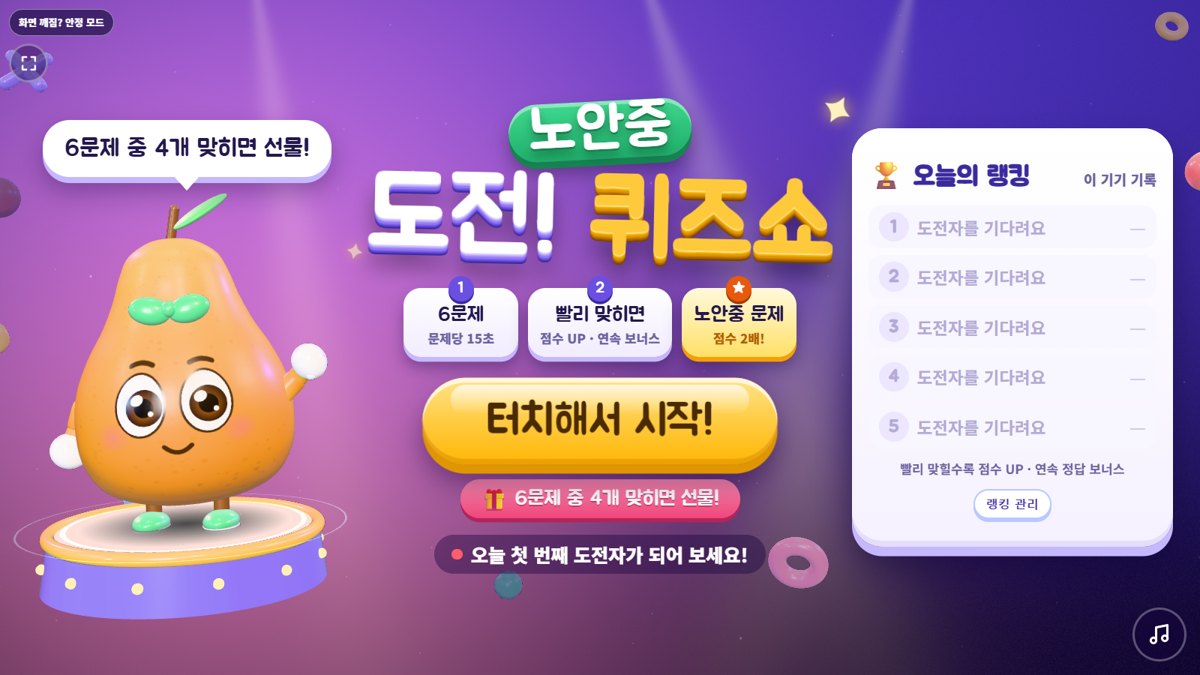 화면 깨짐? 안정 모드
6문제 중 4개 맞히면 선물!
노안중
도전! 퀴즈쇼
1
6문제
문제당 15초
2
빨리 맞히면
점수 UP · 연속 보너스
노안중 문제
점수 2배!
터치해서 시작!
6문제 중 4개 맞히면 선물!
오늘 첫 번째 도전자가 되어 보세요!
오늘의 랭킹
이 기기 기록
1 도전자를 기다려요 —
2 도전자를 기다려요 —
3 도전자를 기다려요 —
4 도전자를 기다려요 —
5 도전자를 기다려요 —
빨리 맞힐수록 점수 UP · 연속 정답 보너스
랭킹 관리